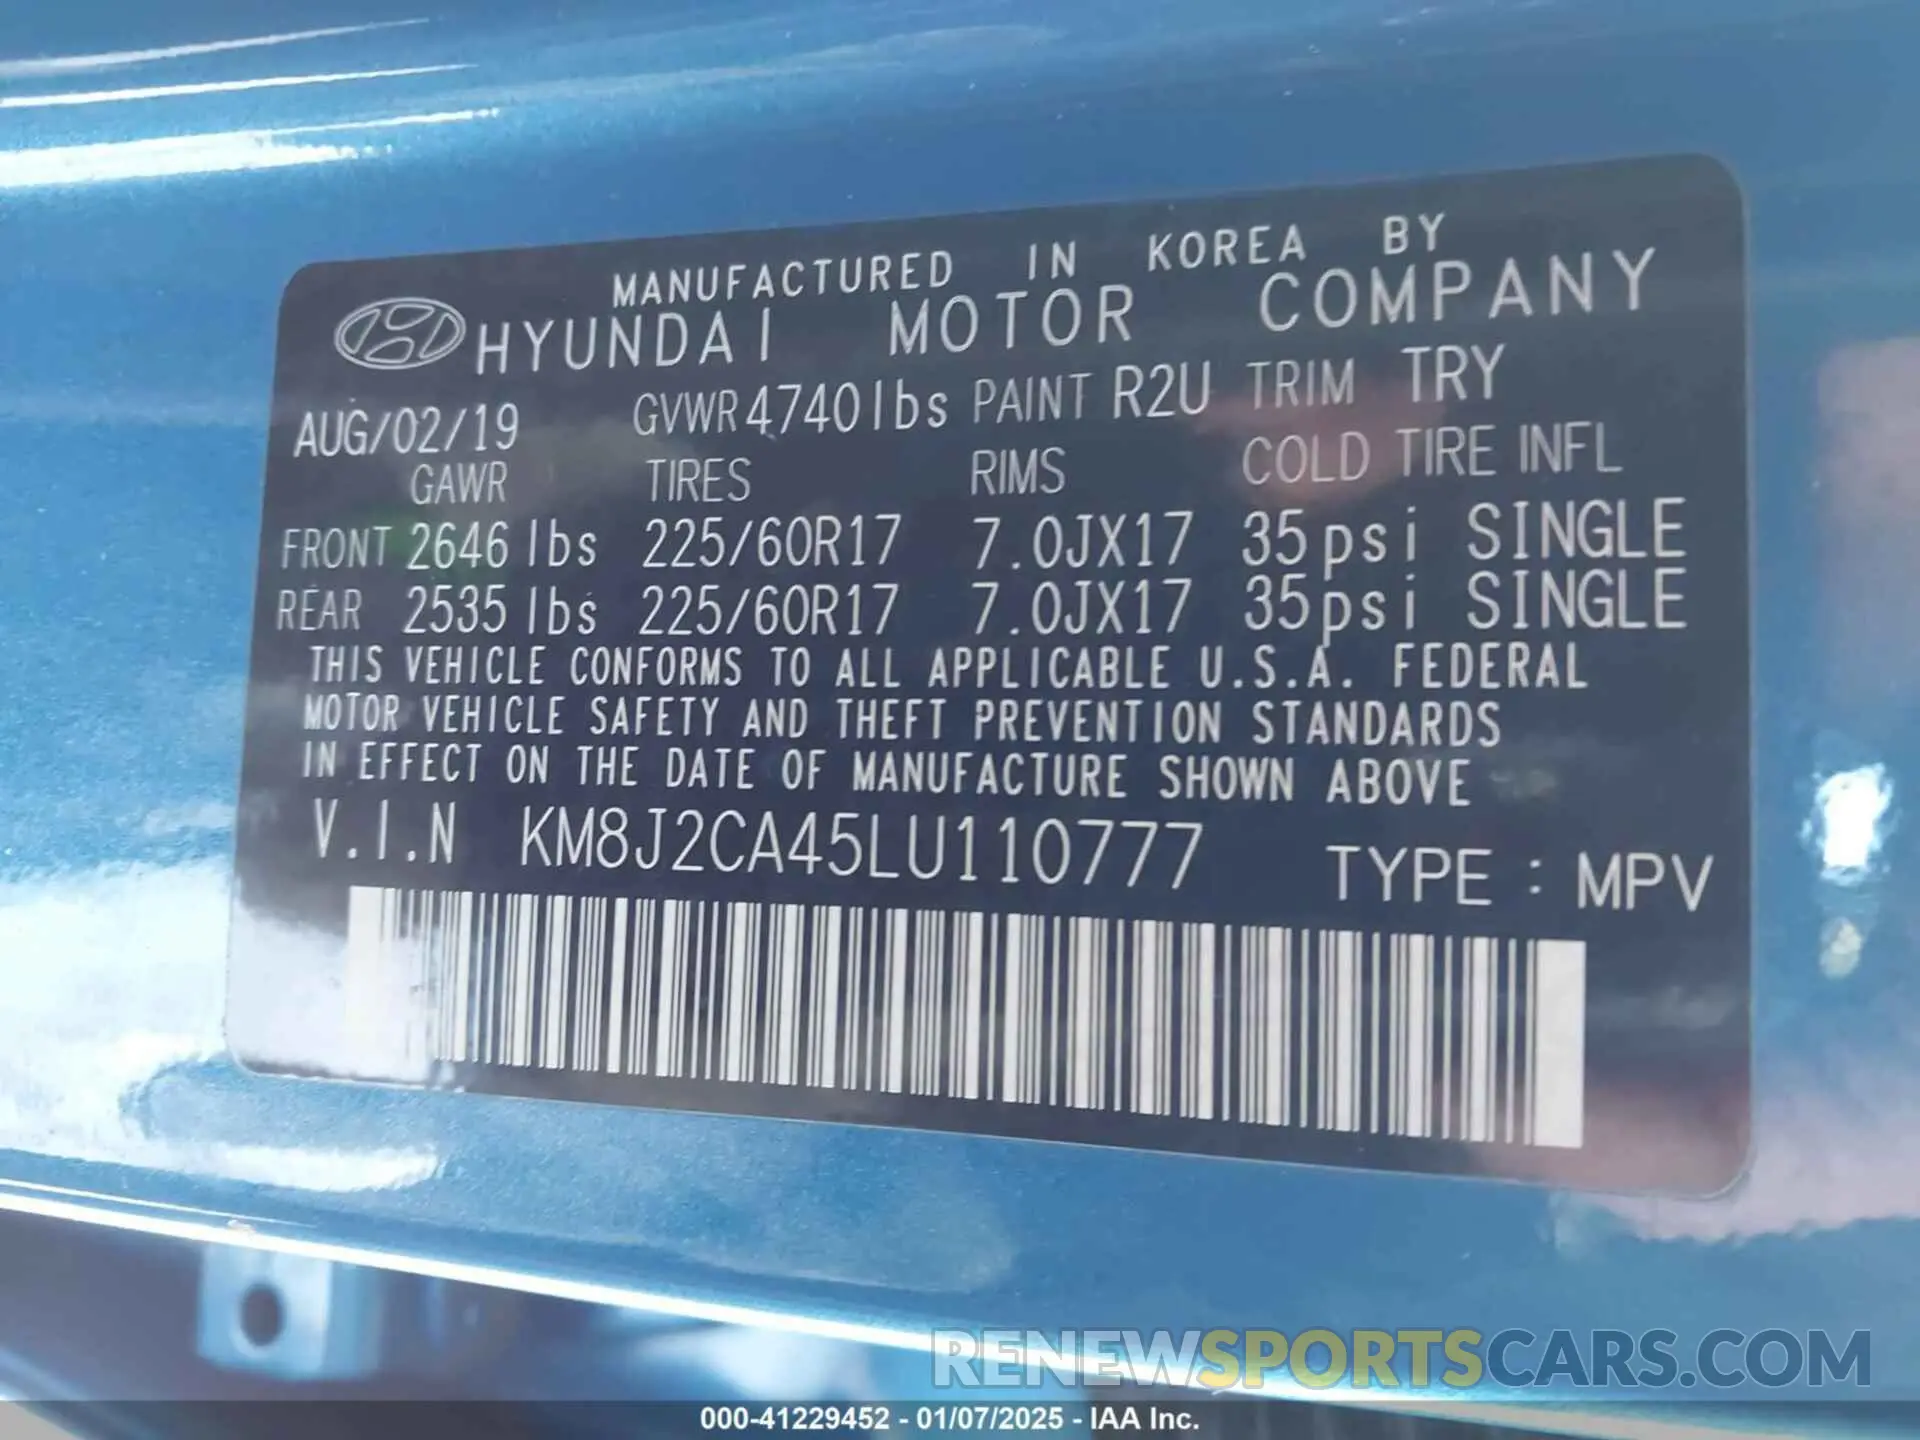 MANUFACTURED IN KOREA BY
HYUNDAI MOTOR COMPANY
AUG/02/19 GVWR 4740lbs PAINT R2U TRIM TRY
GAWR TIRES RIMS COLD TIRE INFL
FRONT 2646 lbs 225/60R17 7.0JX17 35psi SINGLE
REAR 2535 lbs 225/60R17 7.0JX17 35psi SINGLE
THIS VEHICLE CONFORMS TO ALL APPLICABLE U.S.A. FEDERAL
MOTOR VEHICLE SAFETY AND THEFT PREVENTION STANDARDS
IN EFFECT ON THE DATE OF MANUFACTURE SHOWN ABOVE
V.I.N KM8J2CA45LU110777 TYPE : MPV
RENEWSPORTSCARS.COM
000-41229452 - 01/07/2025 - IAA Inc.